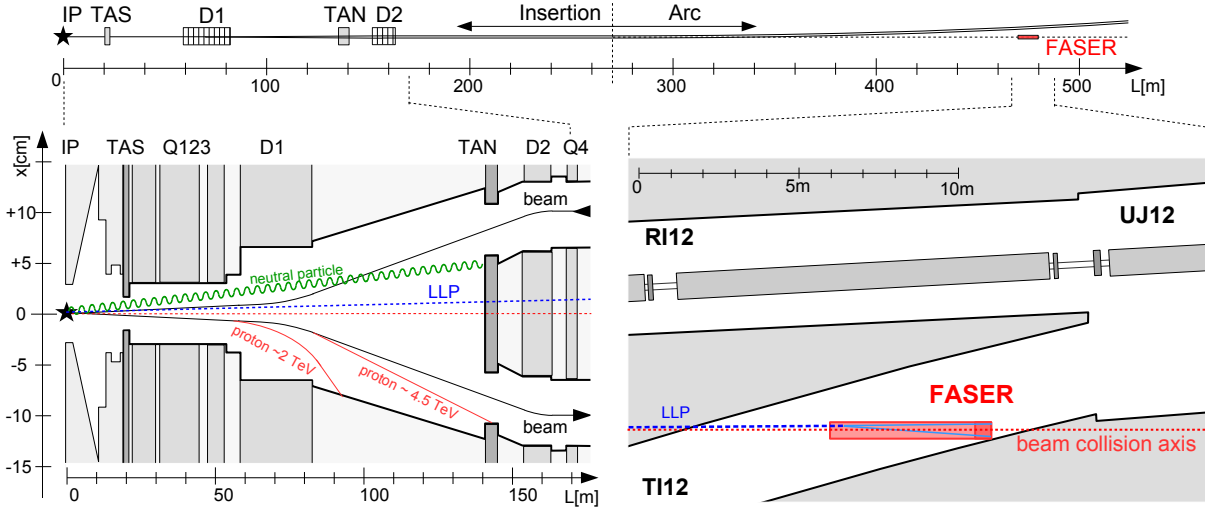 IP TAS D1 TAN D2 Insertion Arc
FASER
0 100 200 300 400 500 L[m]
x[cm]
IP TAS Q123 D1 TAN D2 Q4
+10
+5
0
-5
-10
-15
beam
neutral particle
LLP
proton ~2 TeV
proton ~ 4.5 TeV
beam
0 50 100 150 L[m]
0 5m 10m
RI12
UJ12
FASER
LLP
beam collision axis
TI12